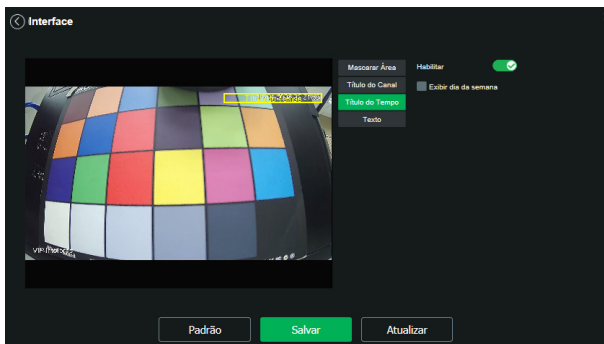 Interface
Mascarar Área
Habilitar
Título do Canal
Exibir dia da semana
Título do Tempo
Texto
Padrão
Salvar
Atualizar